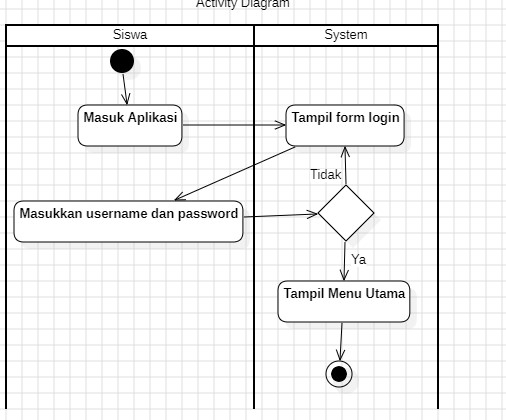 Activity Diagram
Siswa
System
Masuk Aplikasi
Tampil form login
Tidak
Masukkan username dan password
Ya
Tampil Menu Utama